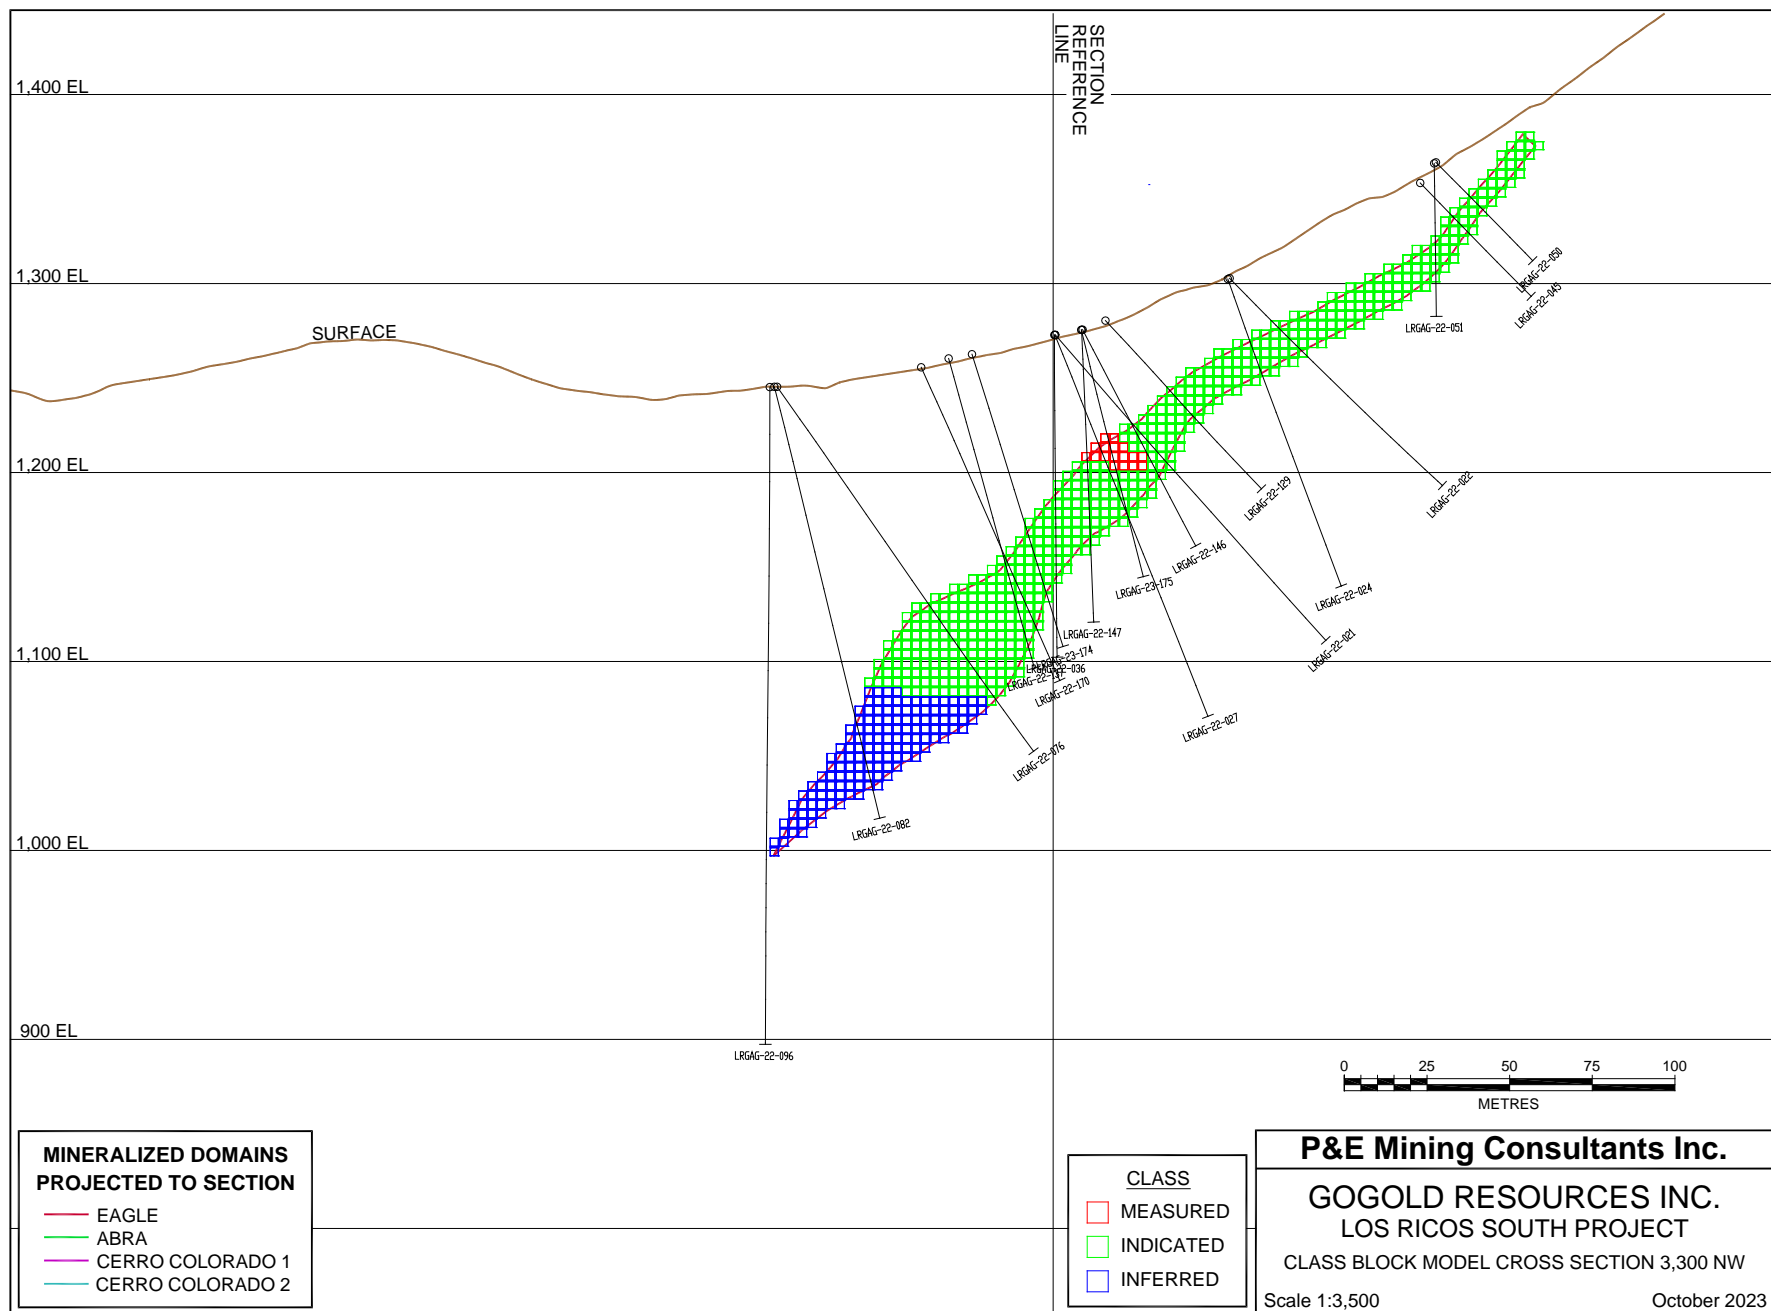 SECTION
REFERENCE
LINE
1,400 EL
1,300 EL
SURFACE
1,200 EL
1,100 EL
1,000 EL
900 EL
LRGAG-22-050
LRGAG-22-045
LRGAG-22-051
LRGAG-22-129
LRGAG-22-022
LRGAG-22-146
LRGAG-23-175
LRGAG-22-024
LRGAG-22-147
LRGAG-22-021
LRGAG-23-174
LRGAG-22-036
LRGAG-22-170
LRGAG-22-027
LRGAG-22-076
LRGAG-22-082
LRGAG-22-096
0 25 50 75 100
METRES
MINERALIZED DOMAINS
PROJECTED TO SECTION
EAGLE
ABRA
CERRO COLORADO 1
CERRO COLORADO 2
CLASS
MEASURED
INDICATED
INFERRED
P&E Mining Consultants Inc.
GOGOLD RESOURCES INC.
LOS RICOS SOUTH PROJECT
CLASS BLOCK MODEL CROSS SECTION 3,300 NW
Scale 1:3,500 October 2023